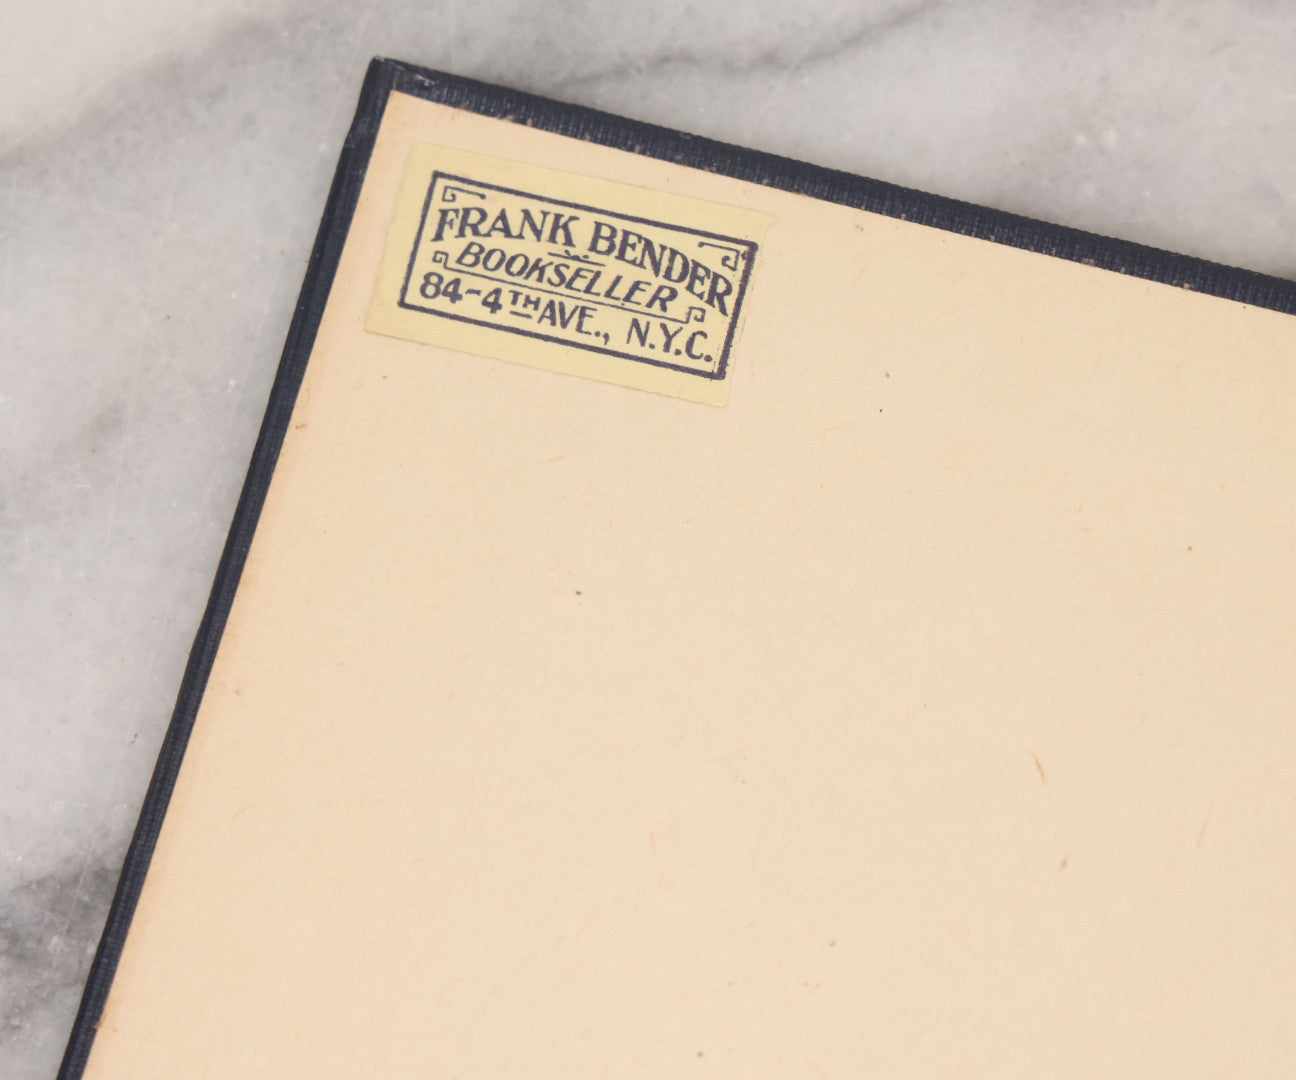 FRANK BENDER
BOOKSELLER
84-4TH AVE., N.Y.C.